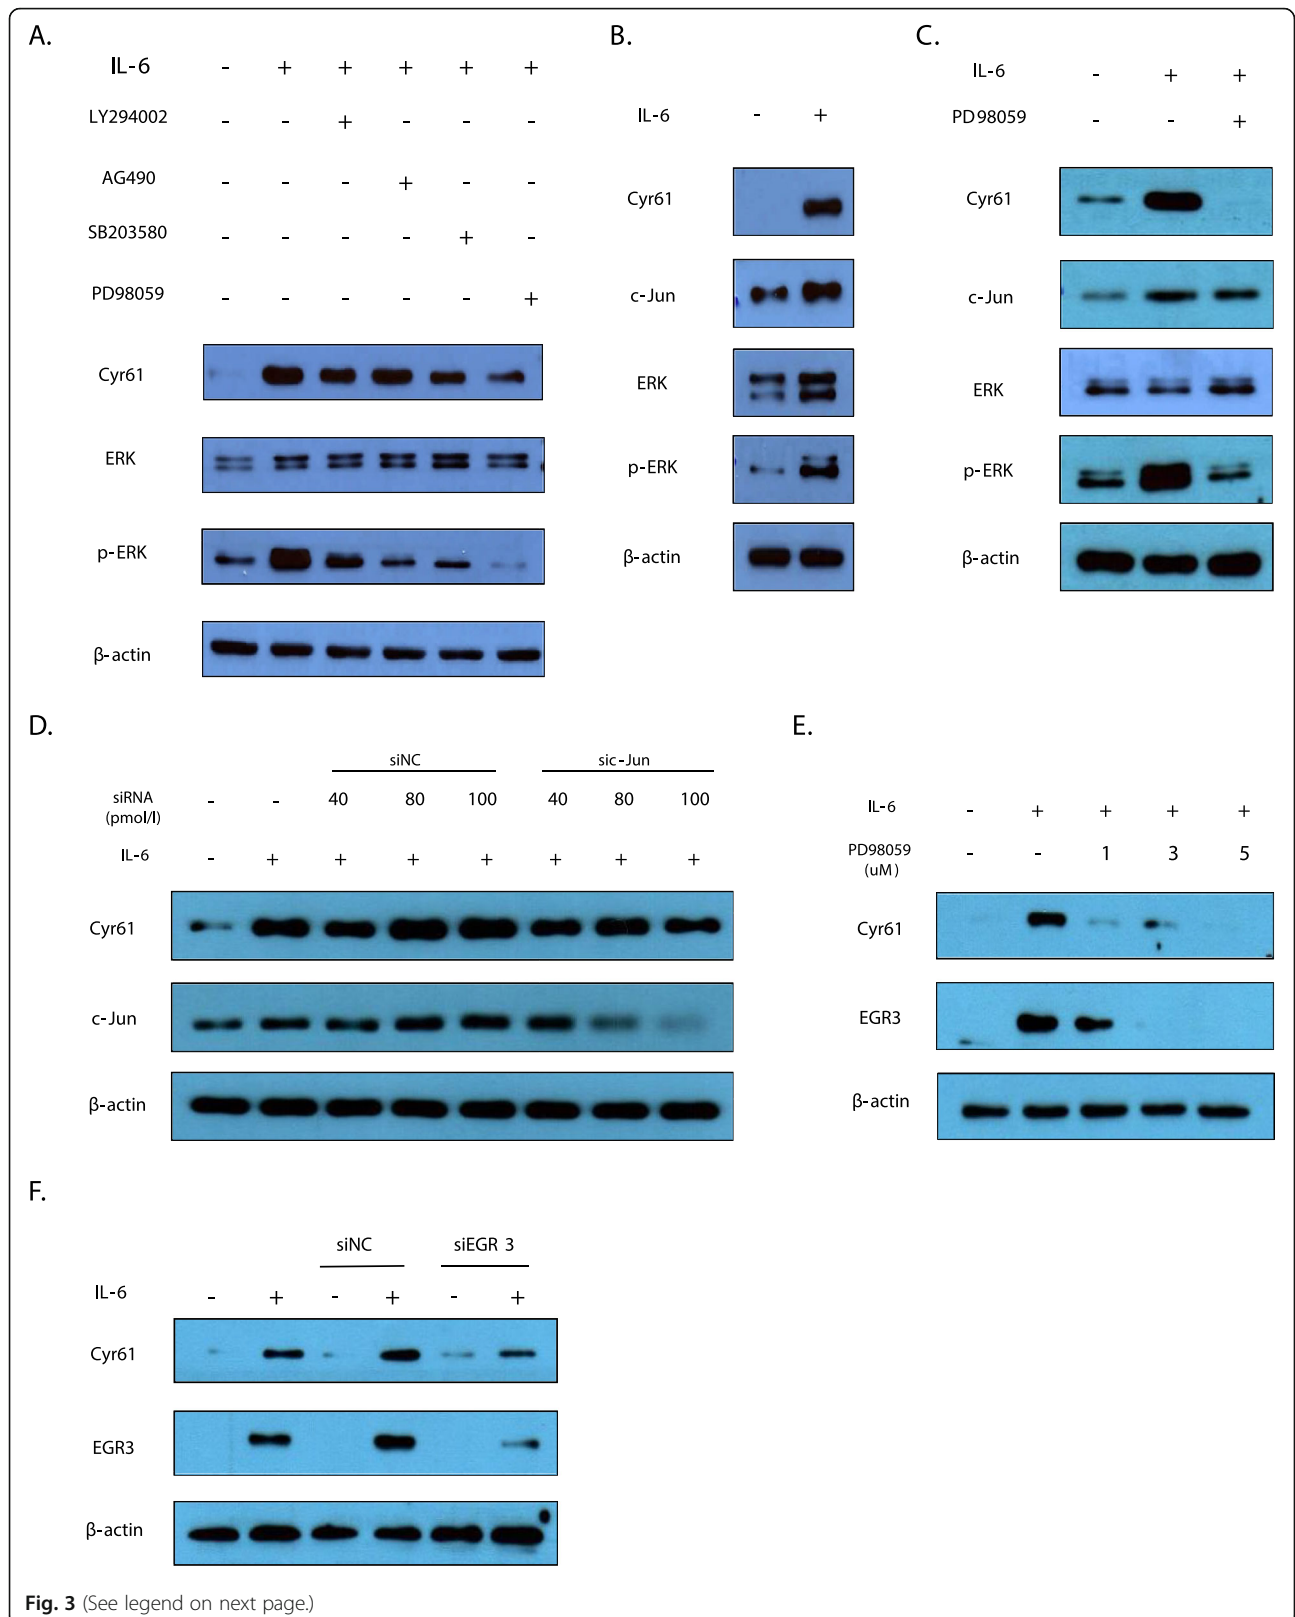 A.
IL-6 - + + + + +
LY294002 - - + - - -
AG490 - - - + - -
SB203580 - - - - + -
PD98059 - - - - - +
Cyr61
ERK
p-ERK
β-actin
B.
IL-6 - +
Cyr61
c-Jun
ERK
p-ERK
β-actin
C.
IL-6 - + +
PD98059 - - +
Cyr61
c-Jun
ERK
p-ERK
β-actin
D.
siNC sic-Jun
siRNA - - 40 80 100 40 80 100
(pmol/l)
IL-6 - + + + + + + +
Cyr61
c-Jun
β-actin
E.
IL-6 - + + + +
PD98059 - - 1 3 5
(uM)
Cyr61
EGR3
β-actin
F.
siNC siEGR 3
IL-6 - + - + - +
Cyr61
EGR3
β-actin
Fig. 3 (See legend on next page.)